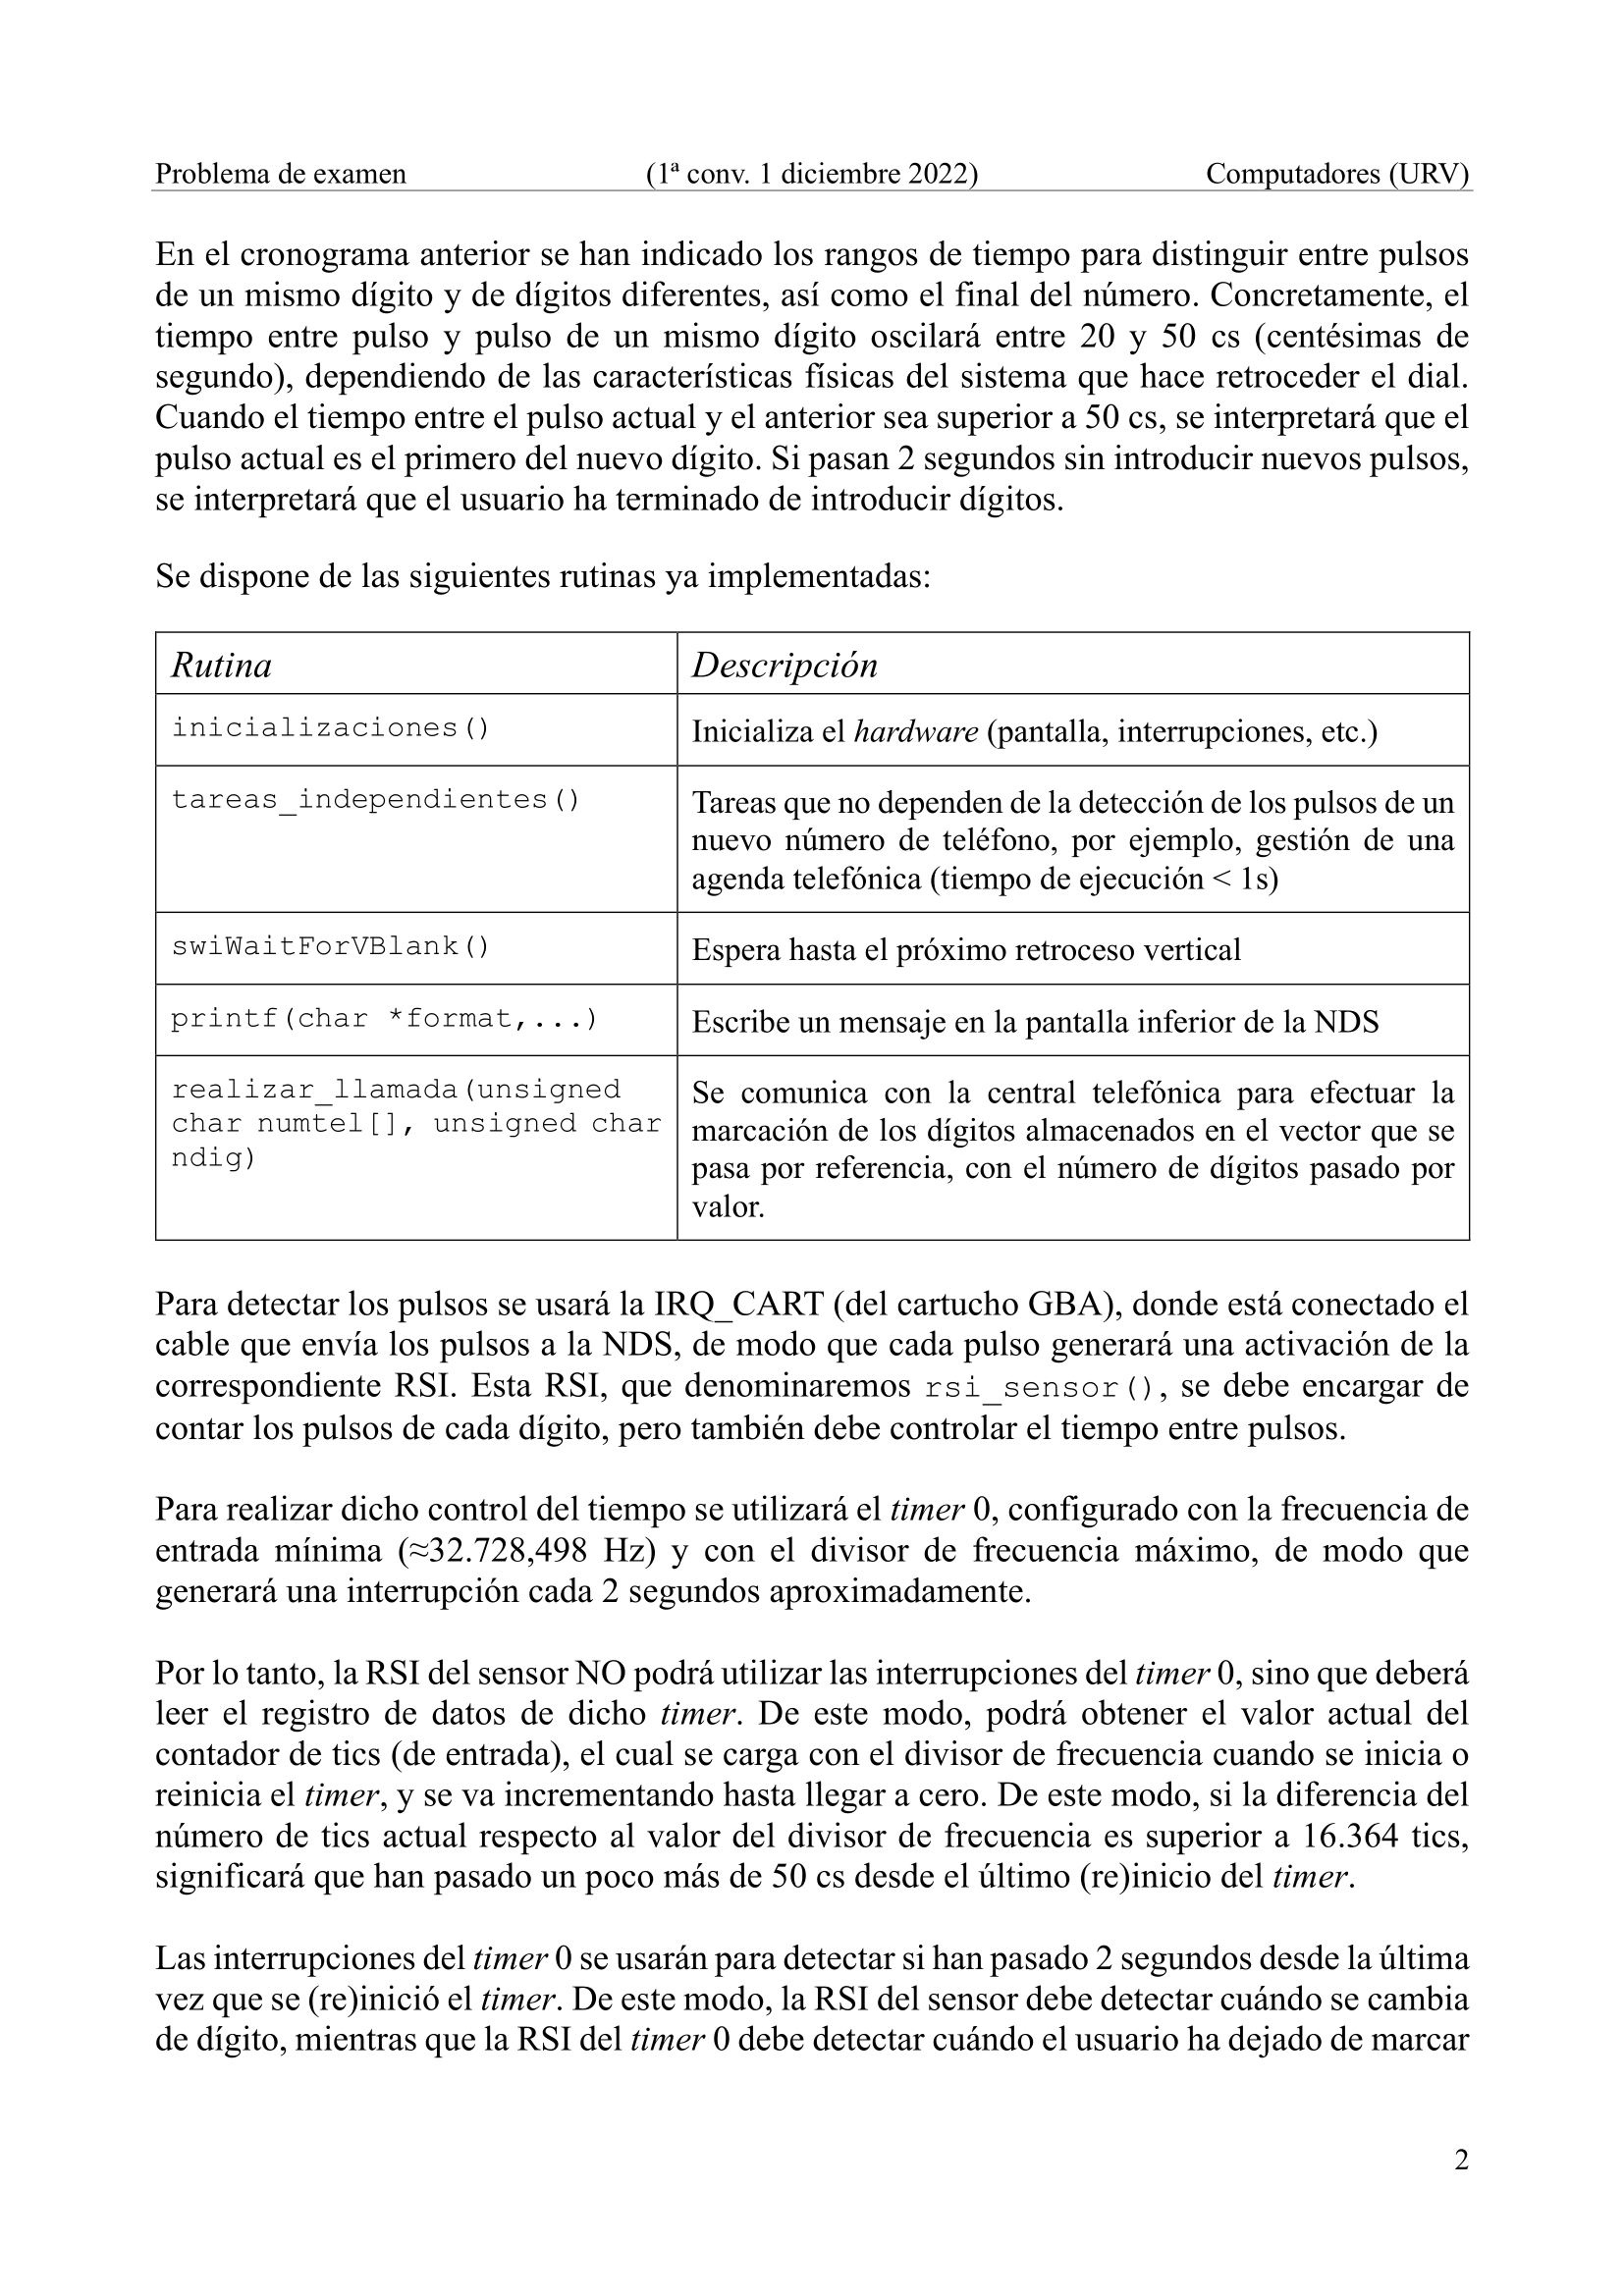 Problema de examen (1ª conv. 1 diciembre 2022) Computadores (URV)
En el cronograma anterior se han indicado los rangos de tiempo para distinguir entre pulsos
de un mismo dígito y de dígitos diferentes, así como el final del número. Concretamente, el
tiempo entre pulso y pulso de un mismo dígito oscilará entre 20 y 50 cs (centésimas de
segundo), dependiendo de las características físicas del sistema que hace retroceder el dial.
Cuando el tiempo entre el pulso actual y el anterior sea superior a 50 cs, se interpretará que el
pulso actual es el primero del nuevo dígito. Si pasan 2 segundos sin introducir nuevos pulsos,
se interpretará que el usuario ha terminado de introducir dígitos.
Se dispone de las siguientes rutinas ya implementadas:
Rutina
Descripción
inicializaciones()
Inicializa el hardware (pantalla, interrupciones, etc.)
tareas_independientes()
Tareas que no dependen de la detección de los pulsos de un
nuevo número de teléfono, por ejemplo, gestión de una
agenda telefónica (tiempo de ejecución < 1s)
swiWaitForVBlank()
Espera hasta el próximo retroceso vertical
printf(char *format,...)
Escribe un mensaje en la pantalla inferior de la NDS
realizar_llamada(unsigned
char numtel[], unsigned char
ndig)
Se comunica con la central telefónica para efectuar la
marcación de los dígitos almacenados en el vector que se
pasa por referencia, con el número de dígitos pasado por
valor.
Para detectar los pulsos se usará la IRQ_CART (del cartucho GBA), donde está conectado el
cable que envía los pulsos a la NDS, de modo que cada pulso generará una activación de la
correspondiente RSI. Esta RSI, que denominaremos rsi_sensor(), se debe encargar de
contar los pulsos de cada dígito, pero también debe controlar el tiempo entre pulsos.
Para realizar dicho control del tiempo se utilizará el timer 0, configurado con la frecuencia de
entrada mínima (≈32.728,498 Hz) y con el divisor de frecuencia máximo, de modo que
generará una interrupción cada 2 segundos aproximadamente.
Por lo tanto, la RSI del sensor NO podrá utilizar las interrupciones del timer 0, sino que deberá
leer el registro de datos de dicho timer. De este modo, podrá obtener el valor actual del
contador de tics (de entrada), el cual se carga con el divisor de frecuencia cuando se inicia o
reinicia el timer, y se va incrementando hasta llegar a cero. De este modo, si la diferencia del
número de tics actual respecto al valor del divisor de frecuencia es superior a 16.364 tics,
significará que han pasado un poco más de 50 cs desde el último (re)inicio del timer.
Las interrupciones del timer 0 se usarán para detectar si han pasado 2 segundos desde la última
vez que se (re)inició el timer. De este modo, la RSI del sensor debe detectar cuándo se cambia
de dígito, mientras que la RSI del timer 0 debe detectar cuándo el usuario ha dejado de marcar
2